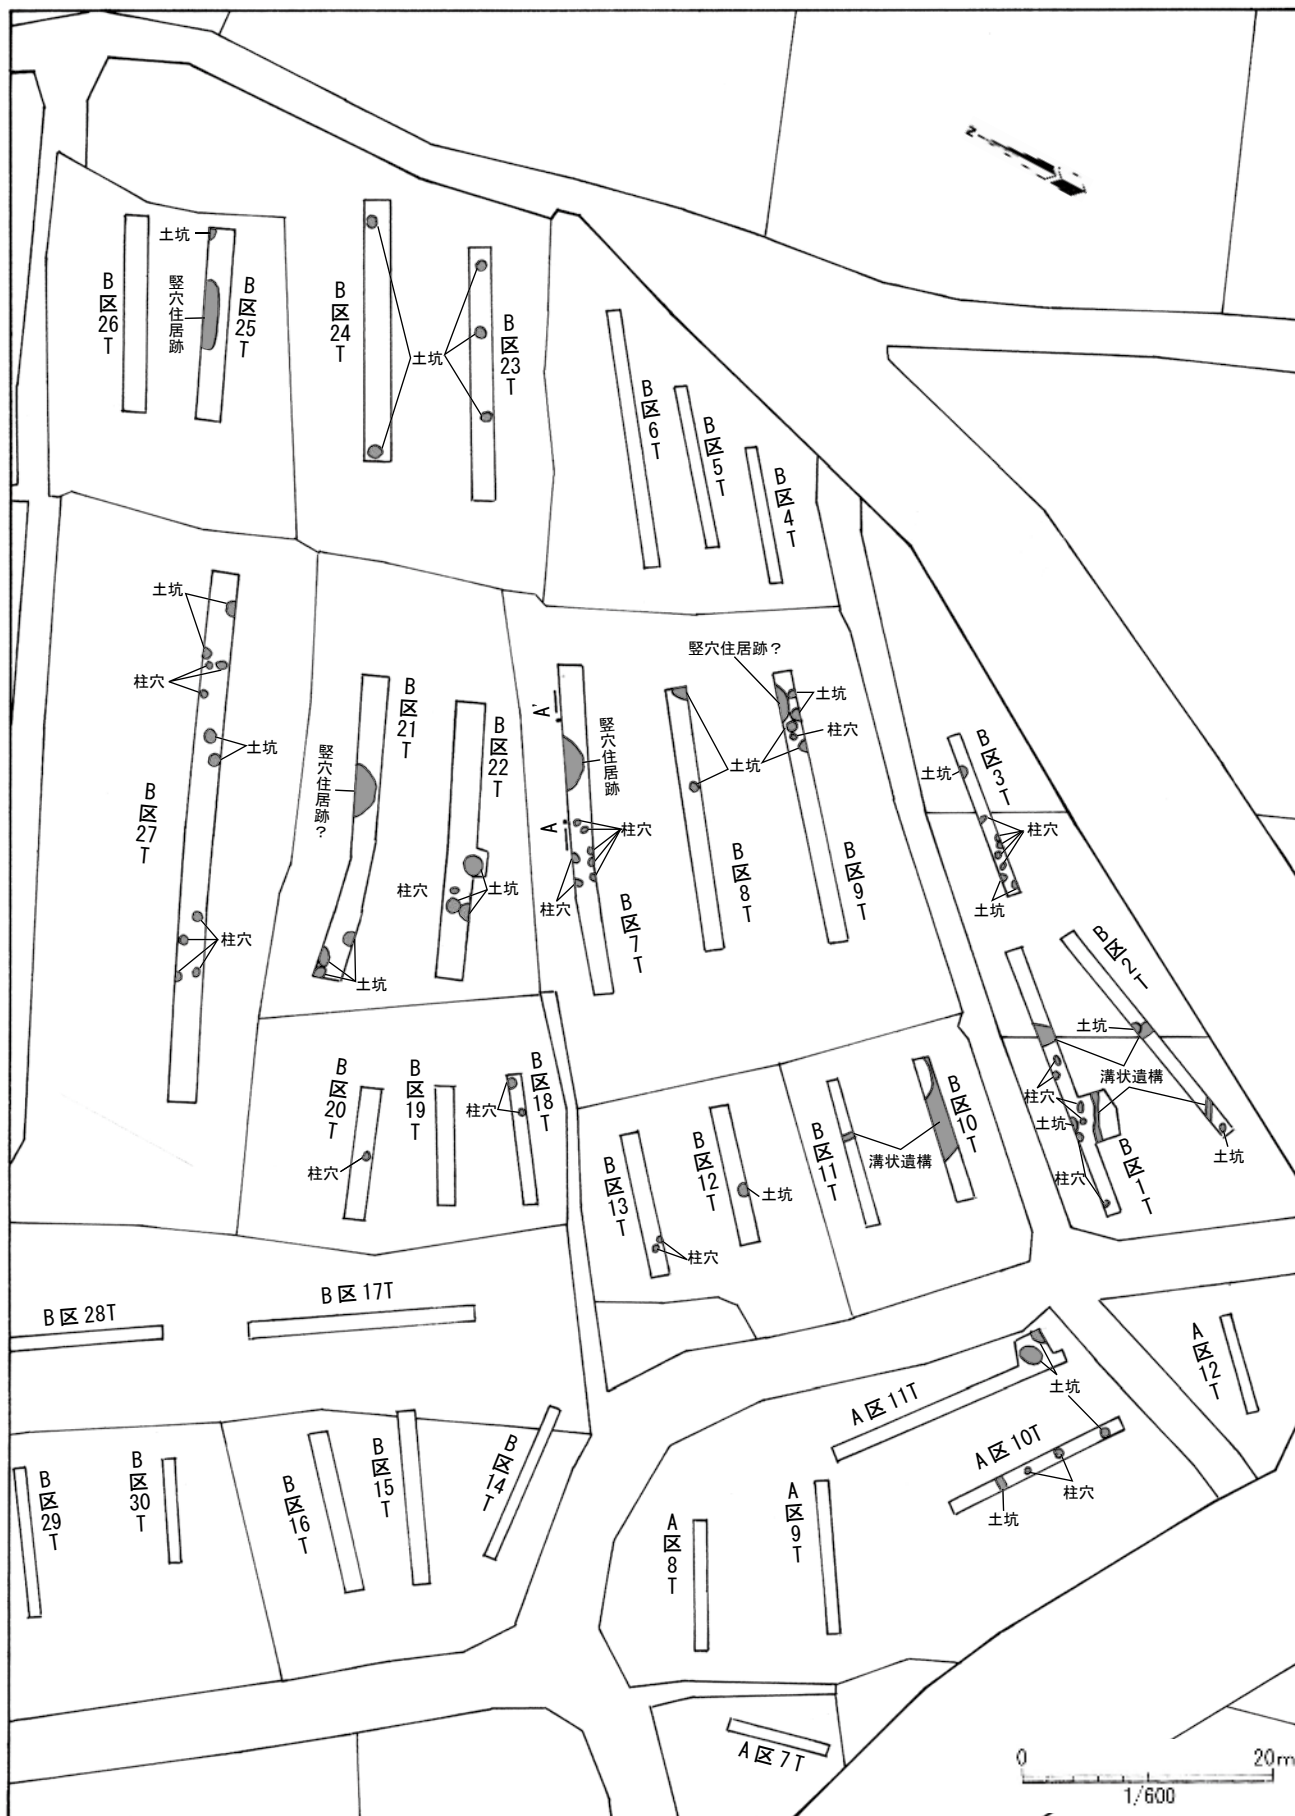 N
土坑
竪穴住居跡
B区26T
B区25T
B区24T
土坑
B区23T
B区6T
B区5T
B区4T
土坑
柱穴
土坑
B区27T
柱穴
B区21T
竪穴住居跡?
土坑
B区22T
柱穴
土坑
A'
A
竪穴住居跡
柱穴
柱穴
B区7T
竪穴住居跡?
土坑
柱穴
土坑
B区8T
B区9T
B区3T
土坑
柱穴
土坑
B区2T
土坑
溝状遺構
柱穴
土坑
柱穴
B区1T
土坑
B区20T
柱穴
B区19T
柱穴
B区18T
B区13T
柱穴
B区12T
土坑
B区11T
溝状遺構
B区10T
B区28T
B区17T
A区12T
A区11T
土坑
A区10T
柱穴
土坑
B区29T
B区30T
B区16T
B区15T
B区14T
A区8T
A区9T
A区7T
0 20m
1/600